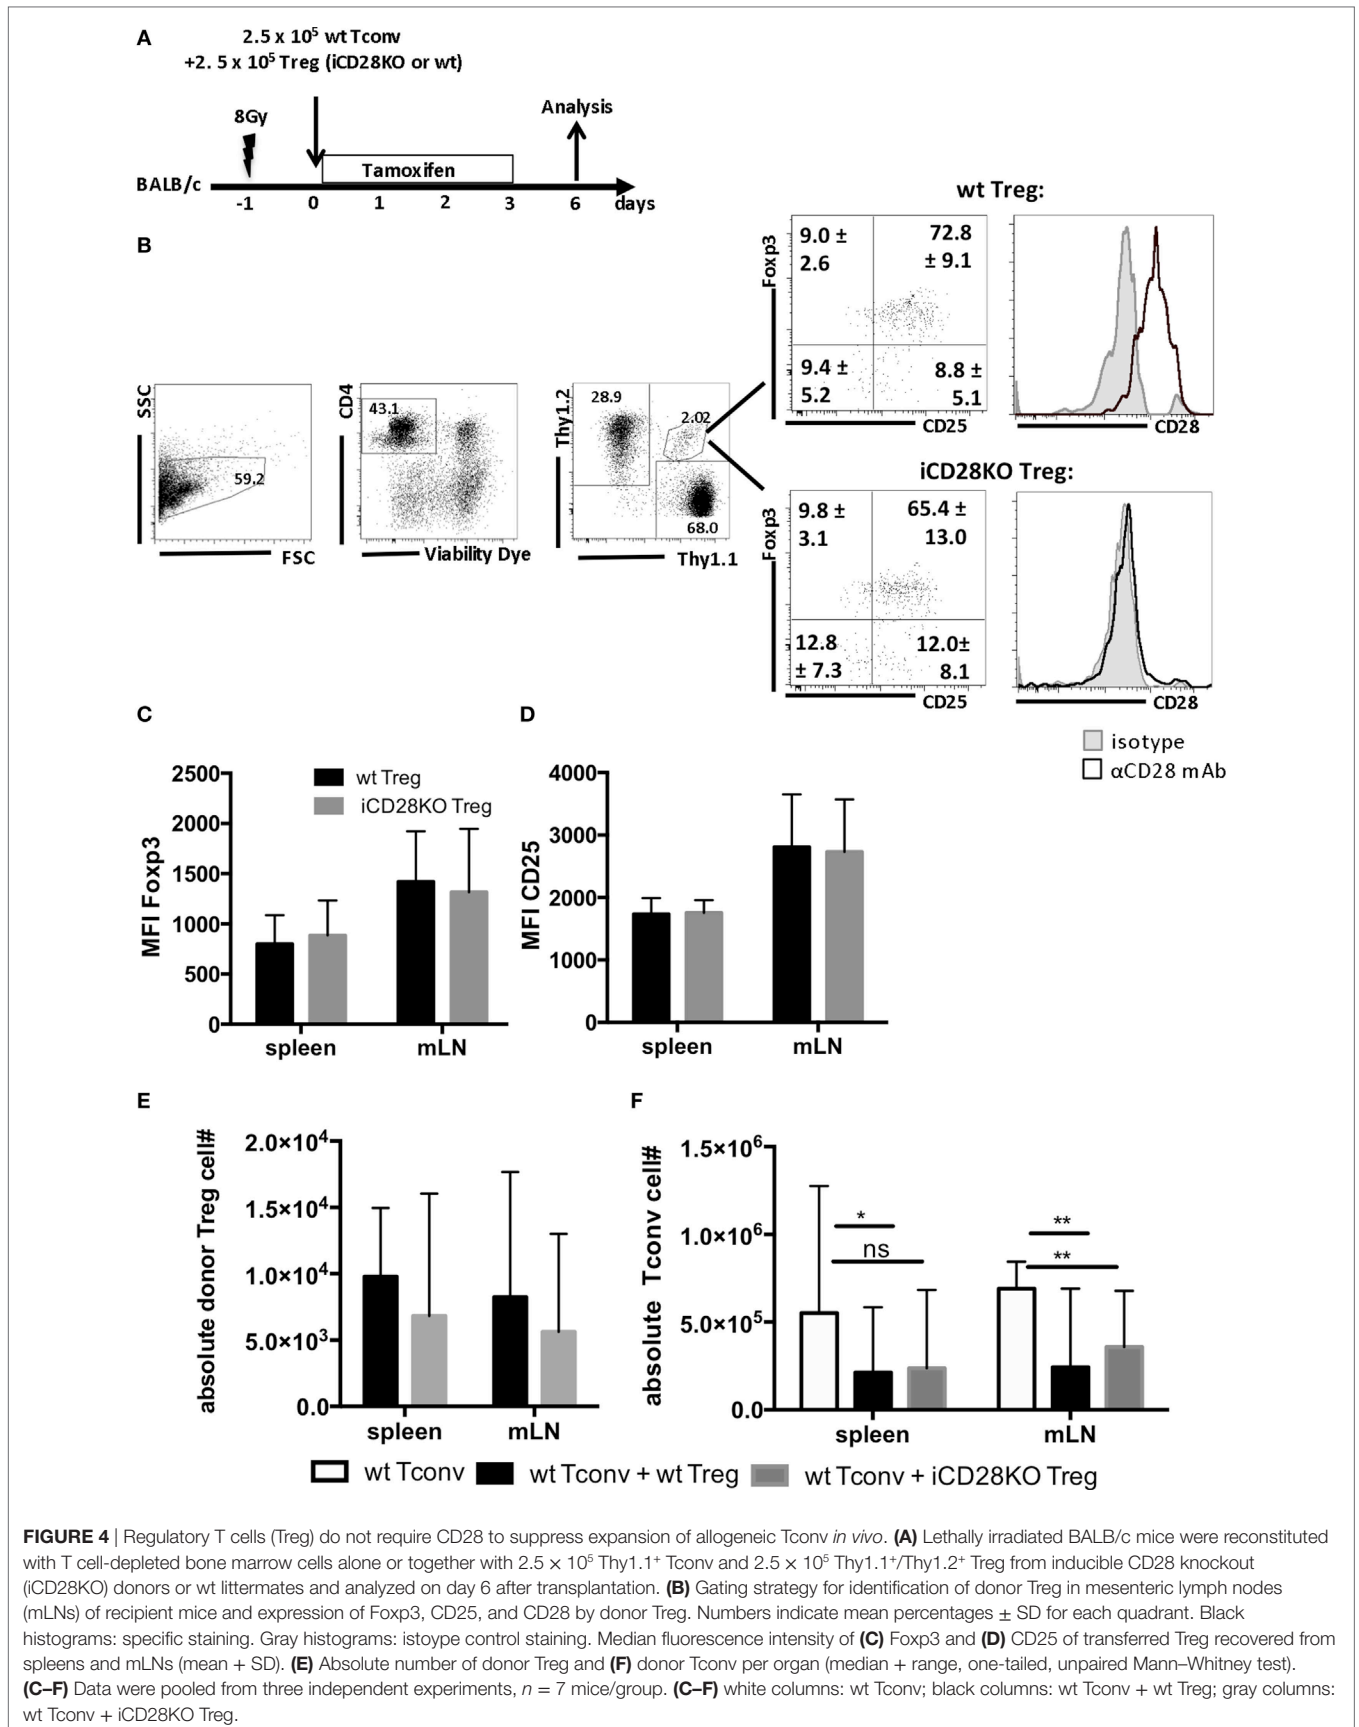 A
2.5 x 10⁵ wt Tconv
+2. 5 x 10⁵ Treg (iCD28KO or wt)
8Gy
Analysis
Tamoxifen
BALB/c
-1 0 1 2 3 6 days
B
wt Treg:
Foxp3
9.0 ± 2.6
72.8 ± 9.1
9.4 ± 5.2
8.8 ± 5.1
CD25
CD28
SSC
59.2
FSC
CD4
43.1
Viability Dye
Thy1.2
28.9
2.02
68.0
Thy1.1
iCD28KO Treg:
Foxp3
9.8 ± 3.1
65.4 ± 13.0
12.8 ± 7.3
12.0± 8.1
CD25
CD28
isotype
αCD28 mAb
C
MFI Foxp3
2500
2000
1500
1000
500
0
wt Treg
iCD28KO Treg
spleen mLN
D
MFI CD25
4000
3000
2000
1000
0
spleen mLN
E
absolute donor Treg cell#
2.0×10⁴
1.5×10⁴
1.0×10⁴
5.0×10³
0.0
spleen mLN
F
absolute Tconv cell#
1.5×10⁶
1.0×10⁶
5.0×10⁵
0.0
*
ns
**
**
spleen mLN
wt Tconv wt Tconv + wt Treg wt Tconv + iCD28KO Treg
FIGURE 4 | Regulatory T cells (Treg) do not require CD28 to suppress expansion of allogeneic Tconv in vivo. (A) Lethally irradiated BALB/c mice were reconstituted
with T cell-depleted bone marrow cells alone or together with 2.5 × 10⁵ Thy1.1⁺ Tconv and 2.5 × 10⁵ Thy1.1⁺/Thy1.2⁺ Treg from inducible CD28 knockout
(iCD28KO) donors or wt littermates and analyzed on day 6 after transplantation. (B) Gating strategy for identification of donor Treg in mesenteric lymph nodes
(mLNs) of recipient mice and expression of Foxp3, CD25, and CD28 by donor Treg. Numbers indicate mean percentages ± SD for each quadrant. Black
histograms: specific staining. Gray histograms: istoype control staining. Median fluorescence intensity of (C) Foxp3 and (D) CD25 of transferred Treg recovered from
spleens and mLNs (mean + SD). (E) Absolute number of donor Treg and (F) donor Tconv per organ (median + range, one-tailed, unpaired Mann–Whitney test).
(C–F) Data were pooled from three independent experiments, n = 7 mice/group. (C–F) white columns: wt Tconv; black columns: wt Tconv + wt Treg; gray columns:
wt Tconv + iCD28KO Treg.